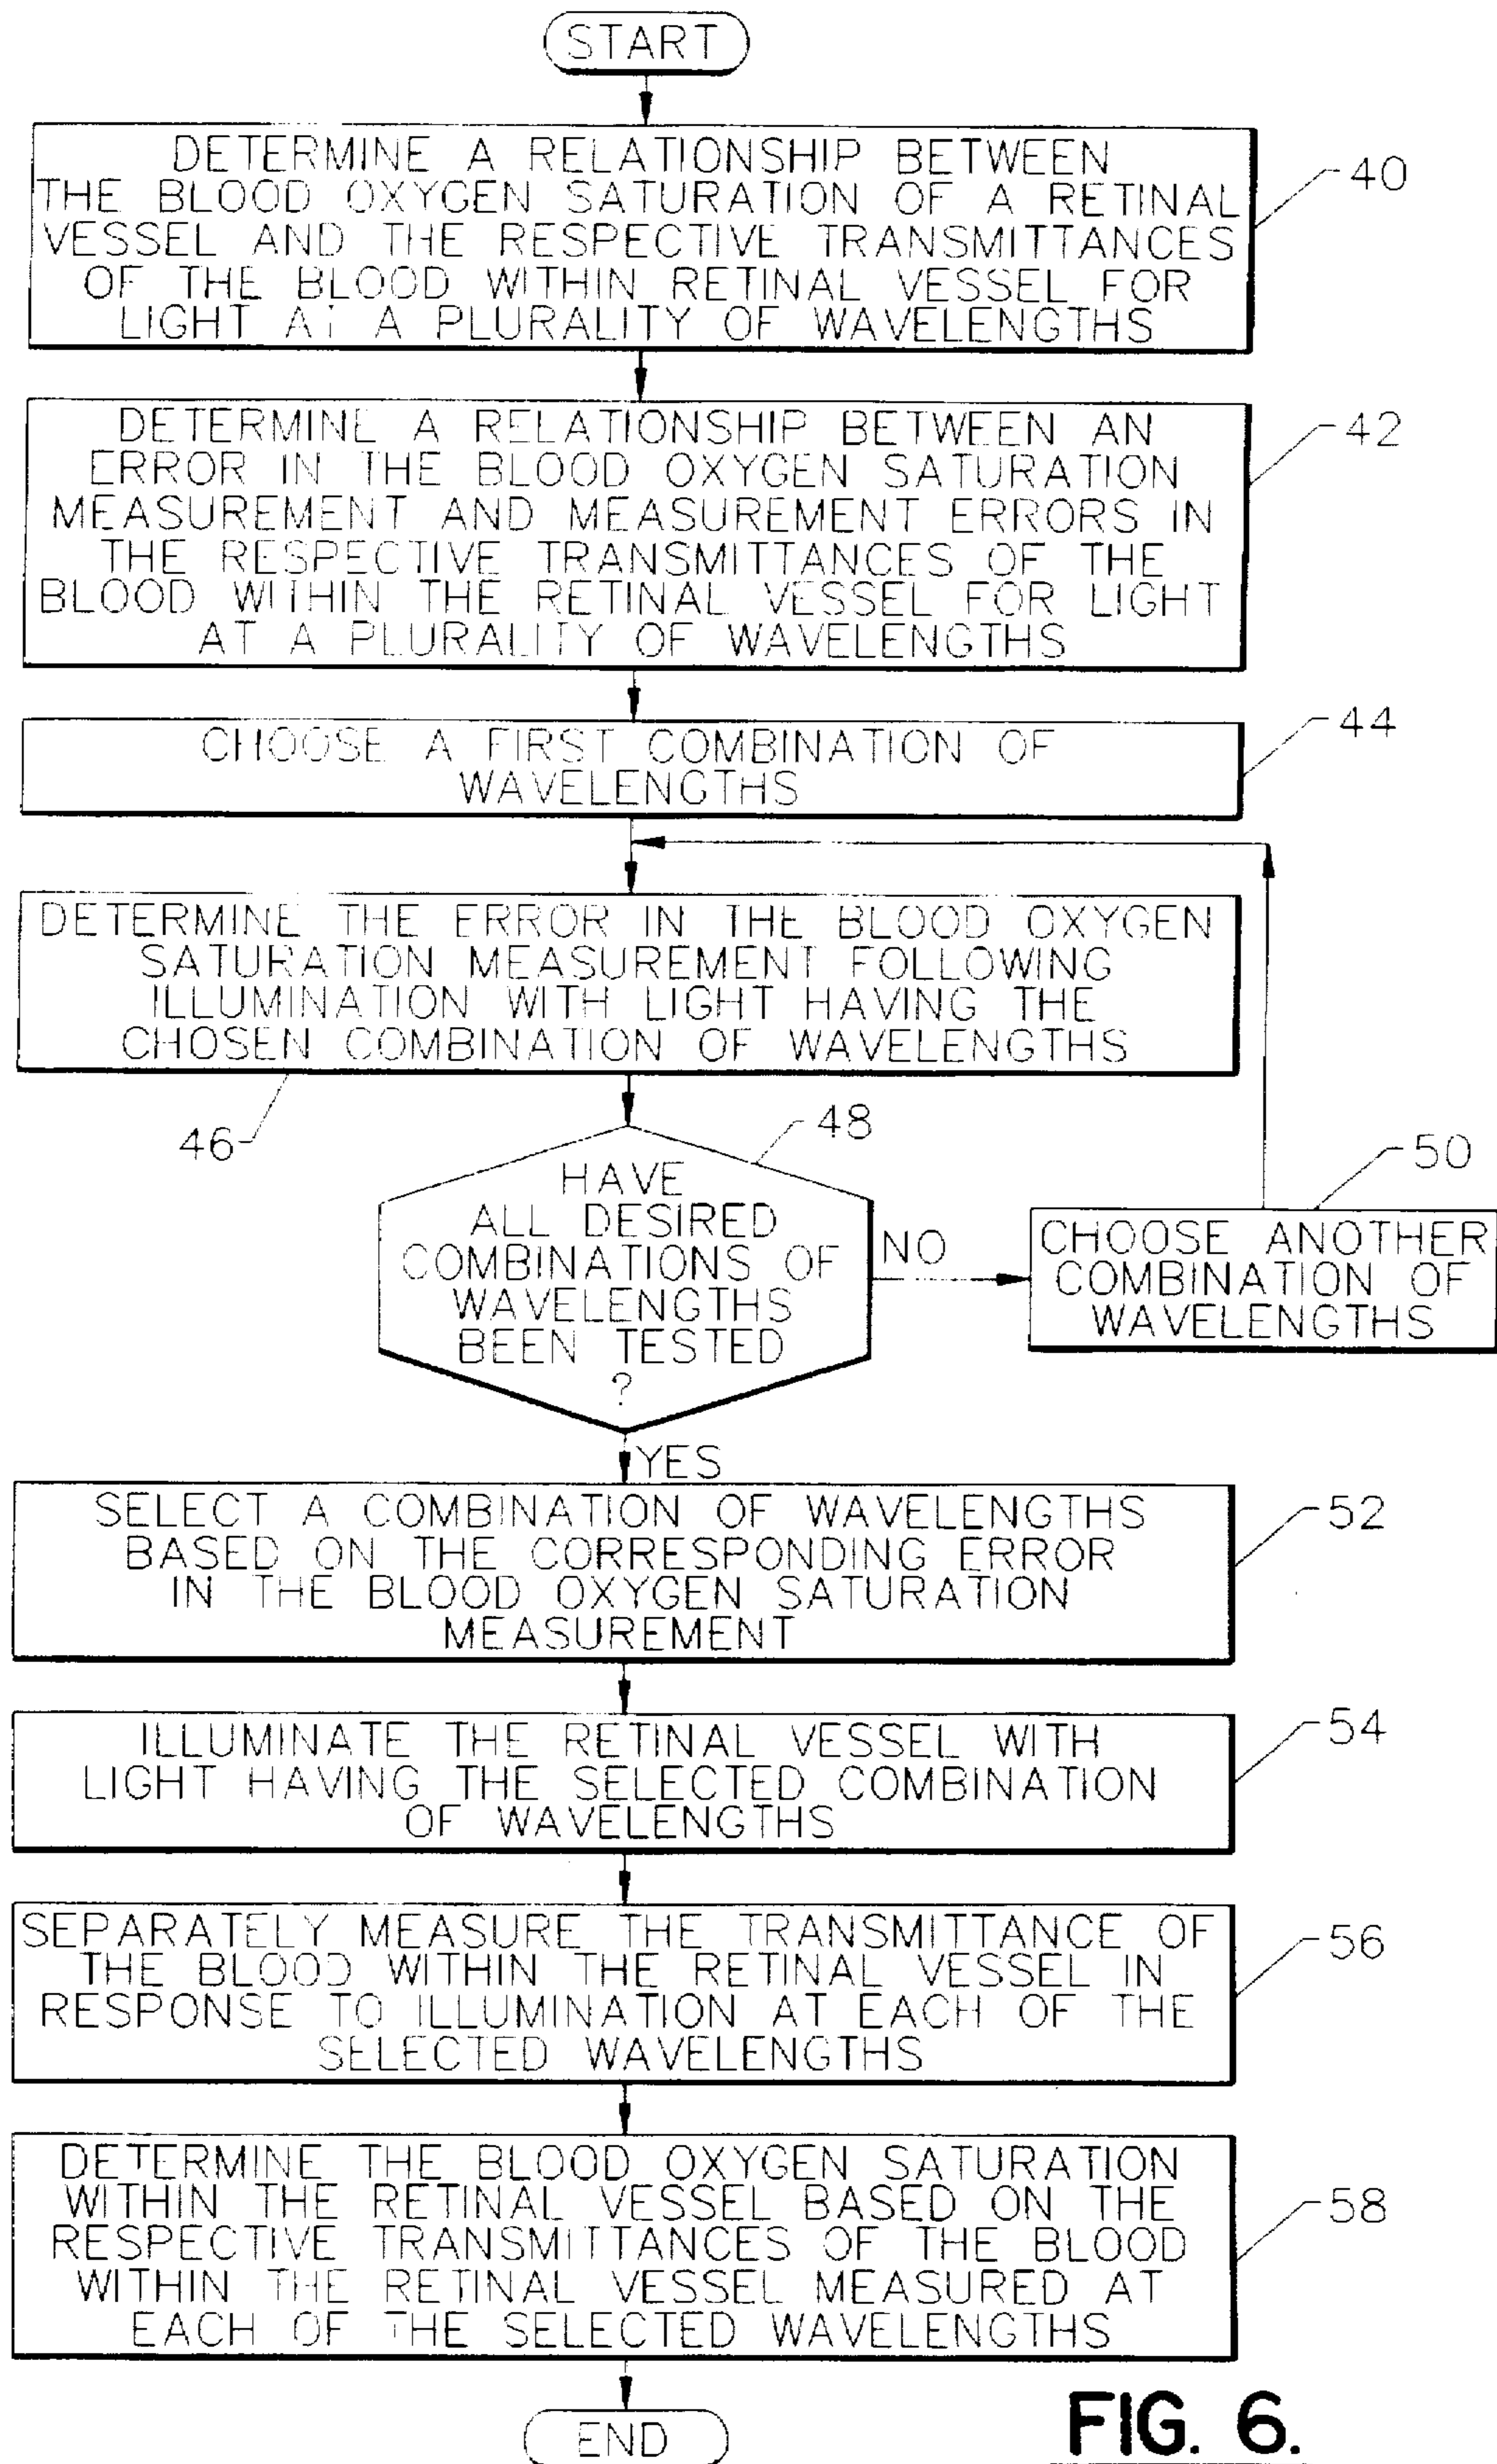 START
DETERMINE A RELATIONSHIP BETWEEN
THE BLOOD OXYGEN SATURATION OF A RETINAL
VESSEL AND THE RESPECTIVE TRANSMITTANCES
OF THE BLOOD WITHIN RETINAL VESSEL FOR
LIGHT AT A PLURALITY OF WAVELENGTHS
40
DETERMINE A RELATIONSHIP BETWEEN AN
ERROR IN THE BLOOD OXYGEN SATURATION
MEASUREMENT AND MEASUREMENT ERRORS IN
THE RESPECTIVE TRANSMITTANCES OF THE
BLOOD WITHIN THE RETINAL VESSEL FOR LIGHT
AT A PLURALITY OF WAVELENGTHS
42
CHOOSE A FIRST COMBINATION OF
WAVELENGTHS
44
DETERMINE THE ERROR IN THE BLOOD OXYGEN
SATURATION MEASUREMENT FOLLOWING
ILLUMINATION WITH LIGHT HAVING THE
CHOSEN COMBINATION OF WAVELENGTHS
46
48
HAVE
ALL DESIRED
COMBINATIONS OF
WAVELENGTHS
BEEN TESTED
?
NO
50
CHOOSE ANOTHER
COMBINATION OF
WAVELENGTHS
YES
SELECT A COMBINATION OF WAVELENGTHS
BASED ON THE CORRESPONDING ERROR
IN THE BLOOD OXYGEN SATURATION
MEASUREMENT
52
ILLUMINATE THE RETINAL VESSEL WITH
LIGHT HAVING THE SELECTED COMBINATION
OF WAVELENGTHS
54
SEPARATELY MEASURE THE TRANSMITTANCE OF
THE BLOOD WITHIN THE RETINAL VESSEL IN
RESPONSE TO ILLUMINATION AT EACH OF THE
SELECTED WAVELENGTHS
56
DETERMINE THE BLOOD OXYGEN SATURATION
WITHIN THE RETINAL VESSEL BASED ON THE
RESPECTIVE TRANSMITTANCES OF THE BLOOD
WITHIN THE RETINAL VESSEL MEASURED AT
EACH OF THE SELECTED WAVELENGTHS
58
END
FIG. 6.